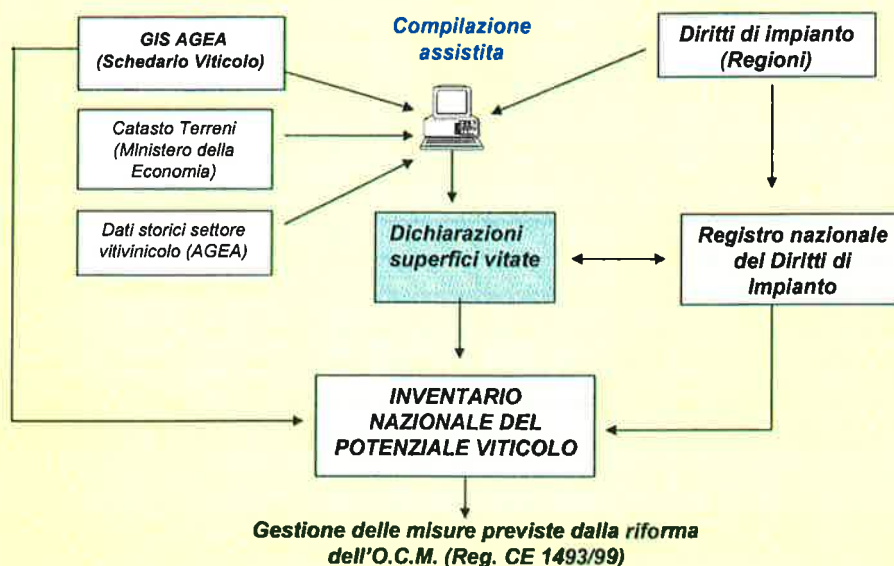 GIS AGEA
(Schedario Viticolo)
Compilazione
assistita
Diritti di impianto
(Regioni)
Catasto Terreni
(Ministero della
Economia)
Dati storici settore
vitivinicolo (AGEA)
Dichiarazioni
superfici vitate
Registro nazionale
dei Diritti di
Impianto
INVENTARIO
NAZIONALE DEL
POTENZIALE VITICOLO
Gestione delle misure previste dalla riforma
dell'O.C.M. (Reg. CE 1493/99)